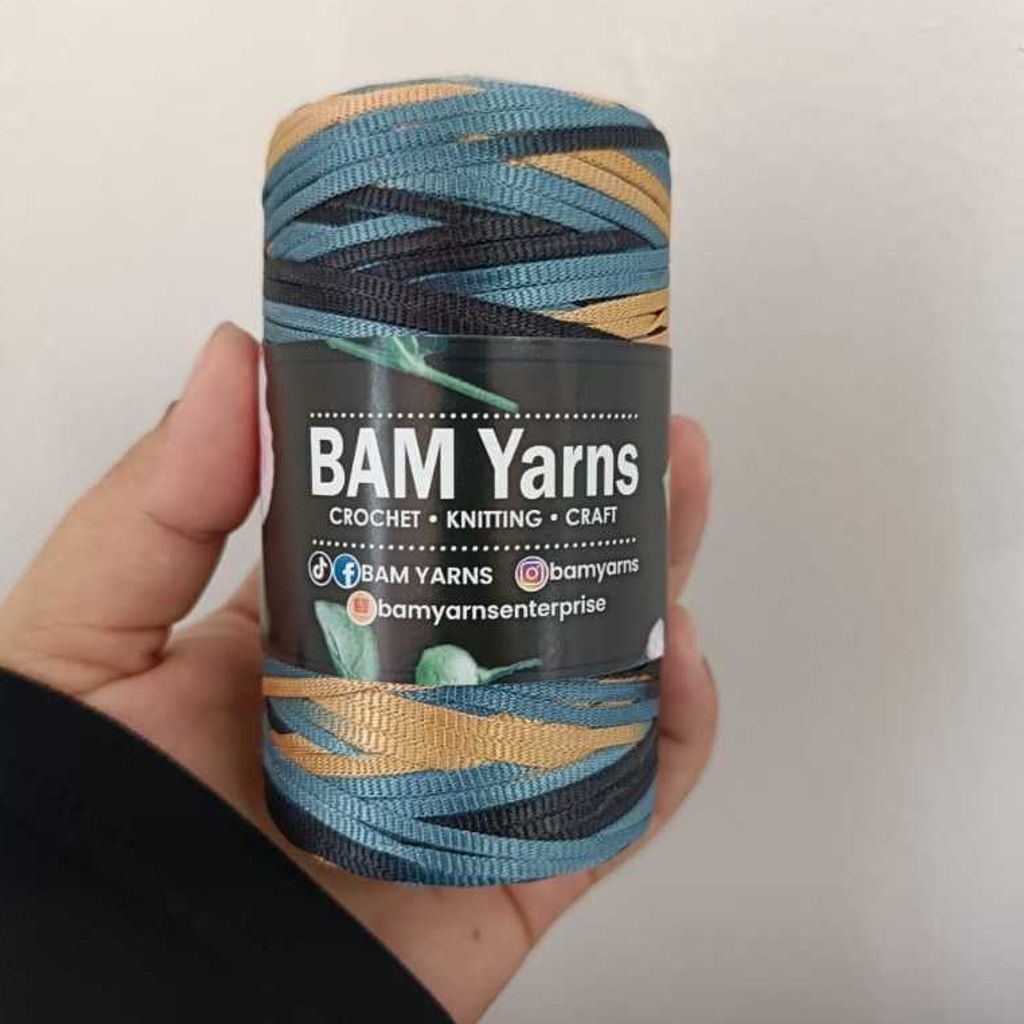 BAM Yarns
CROCHET • KNITTING • CRAFT
BAM YARNS bamyarns
bamyarnsenterprise